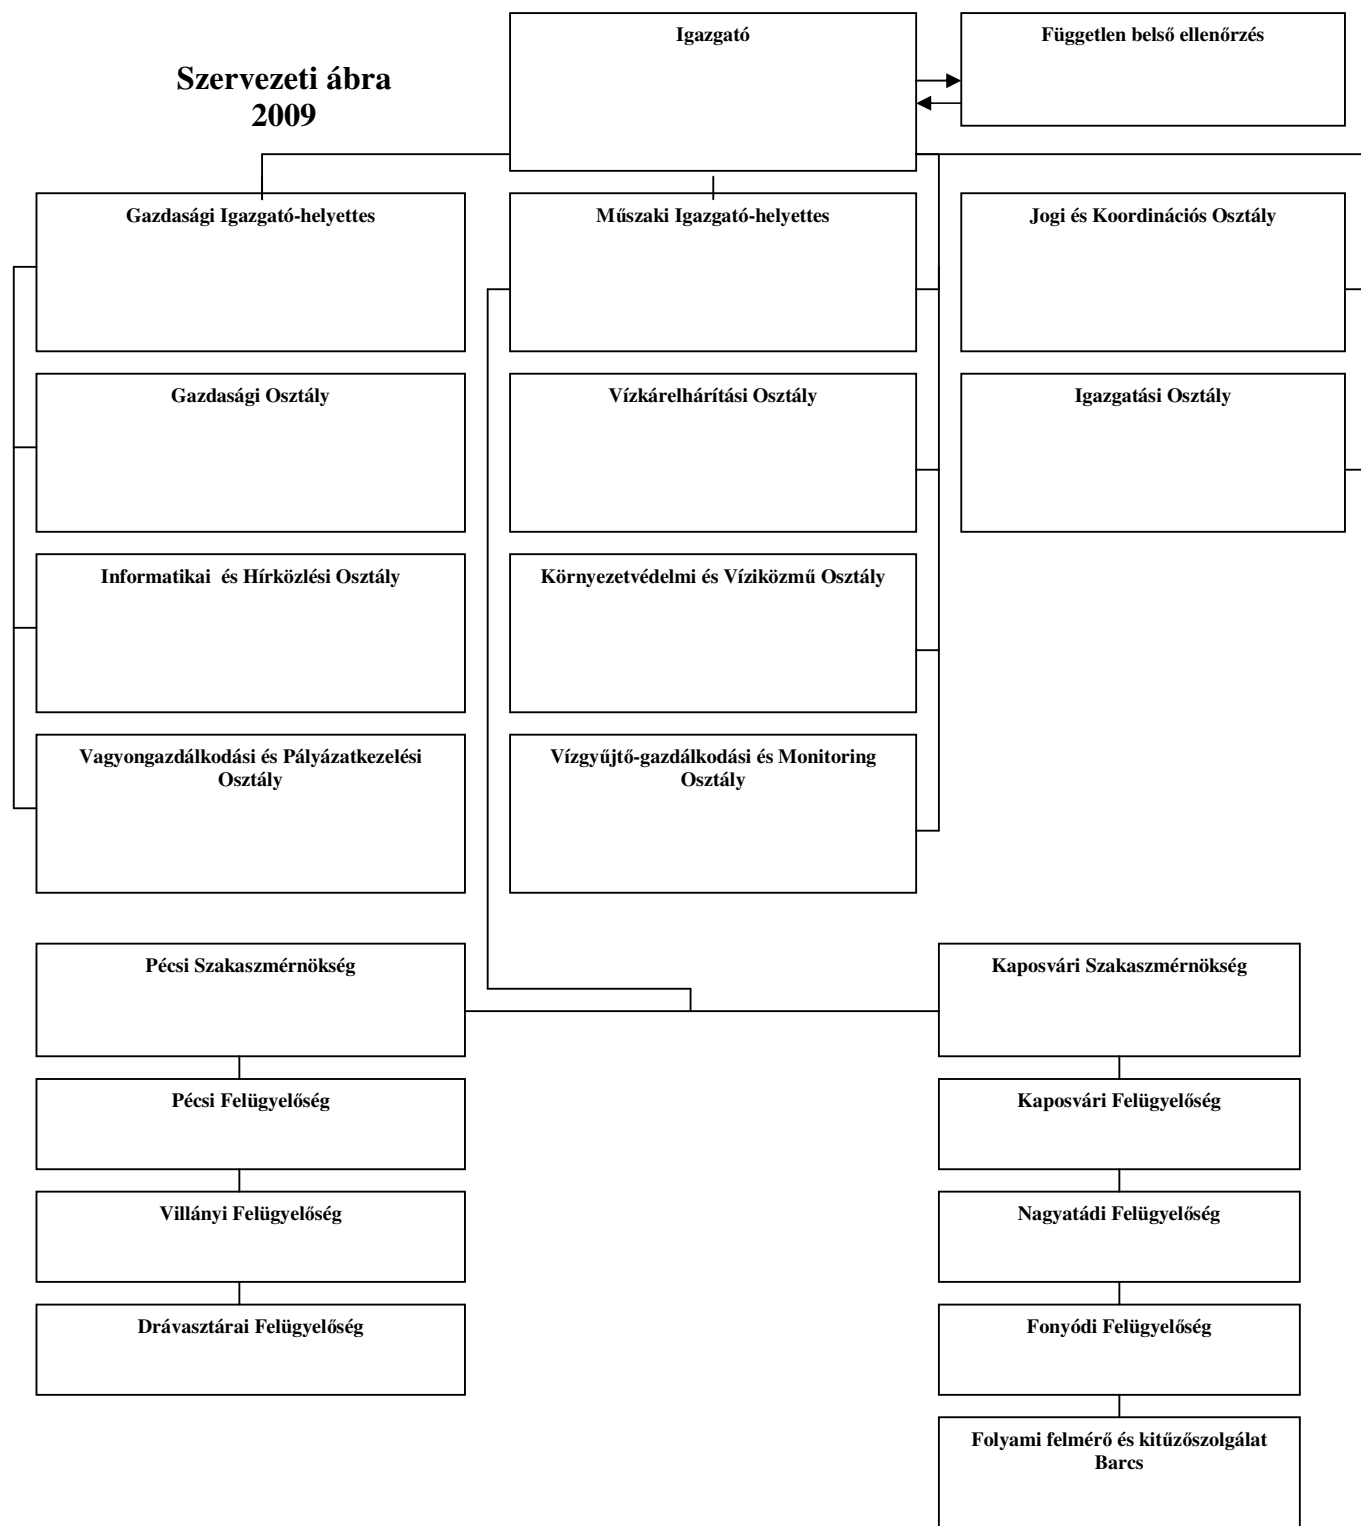 Igazgató
Független belső ellenőrzés
Szervezeti ábra
2009
Gazdasági Igazgató-helyettes
Műszaki Igazgató-helyettes
Jogi és Koordinációs Osztály
Gazdasági Osztály
Vízkárelhárítási Osztály
Igazgatási Osztály
Informatikai és Hírközlési Osztály
Környezetvédelmi és Víziközmű Osztály
Vagyongazdálkodási és Pályázatkezelési
Osztály
Vízgyűjtő-gazdálkodási és Monitoring
Osztály
Pécsi Szakaszmérnökség
Kaposvári Szakaszmérnökség
Pécsi Felügyelőség
Kaposvári Felügyelőség
Villányi Felügyelőség
Nagyatádi Felügyelőség
Drávasztárai Felügyelőség
Fonyódi Felügyelőség
Folyami felmérő és kitűzőszolgálat
Barcs